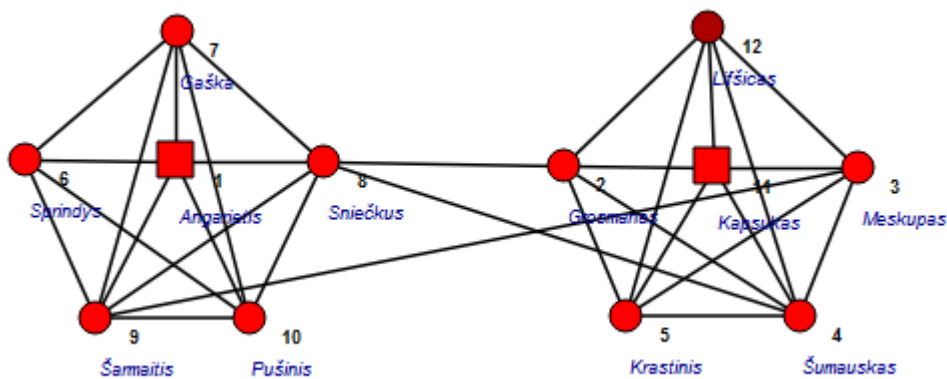 7
12
Gaška
Lifšicas
6
1
8
2
11
3
Sprindys
Angarietis
Sniečkus
Grosmanas
Kapsukas
Meskupas
9
10
5
4
Šarmaitis
Pušinis
Krastinis
Šumauskas